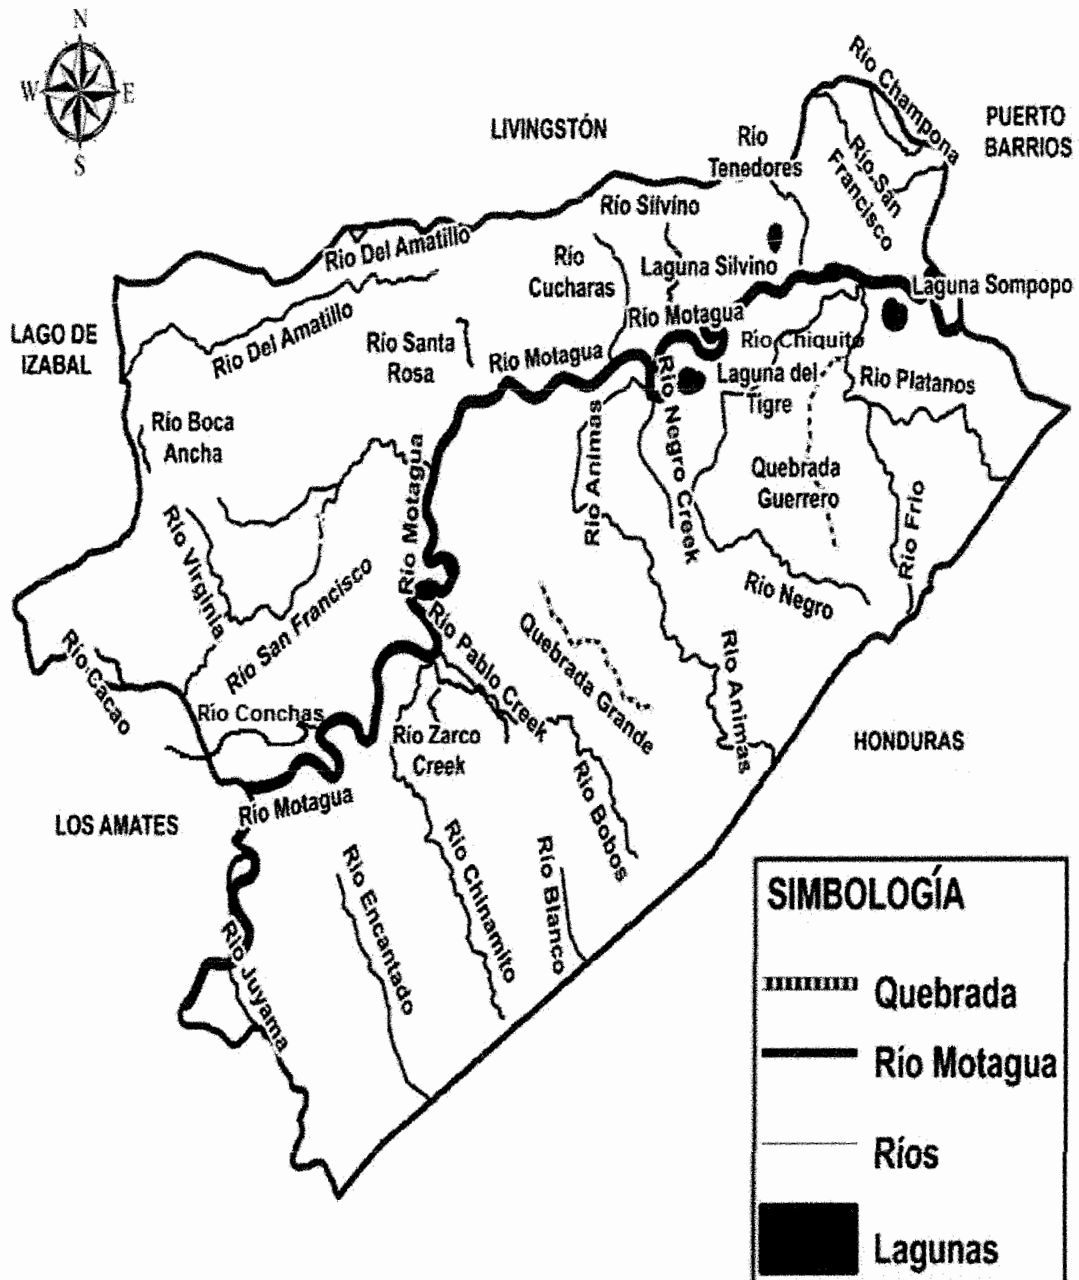 N
W
E
S
Río Champona
PUERTO
BARRIOS
LIVINGSTÓN
Río
Tenedores
Río San
Francisco
Río Silvino
Río Del Amatillo
Río
Cucharas
Laguna Silvino
Laguna Sompopo
LAGO DE
IZABAL
Río Del Amatillo
Río Santa
Rosa
Río Motagua
Río Motagua
Río Chiquito
Laguna del
Tigre
Río Platanos
Río Boca
Ancha
Río Motagua
Río Animas
Río Negro Creek
Quebrada
Guerrero
Río Frío
Río Virginia
Río San Francisco
Río Negro
Río Pablo Creek
Quebrada Grande
Río Animas
Río Cacao
Río Conchas
Río Zarco
Creek
HONDURAS
Río Motagua
LOS AMATES
Río Bobos
Río Encantado
Río Chinamito
Río Blanco
Río Juyama
SIMBOLOGÍA
Quebrada
Río Motagua
Ríos
Lagunas